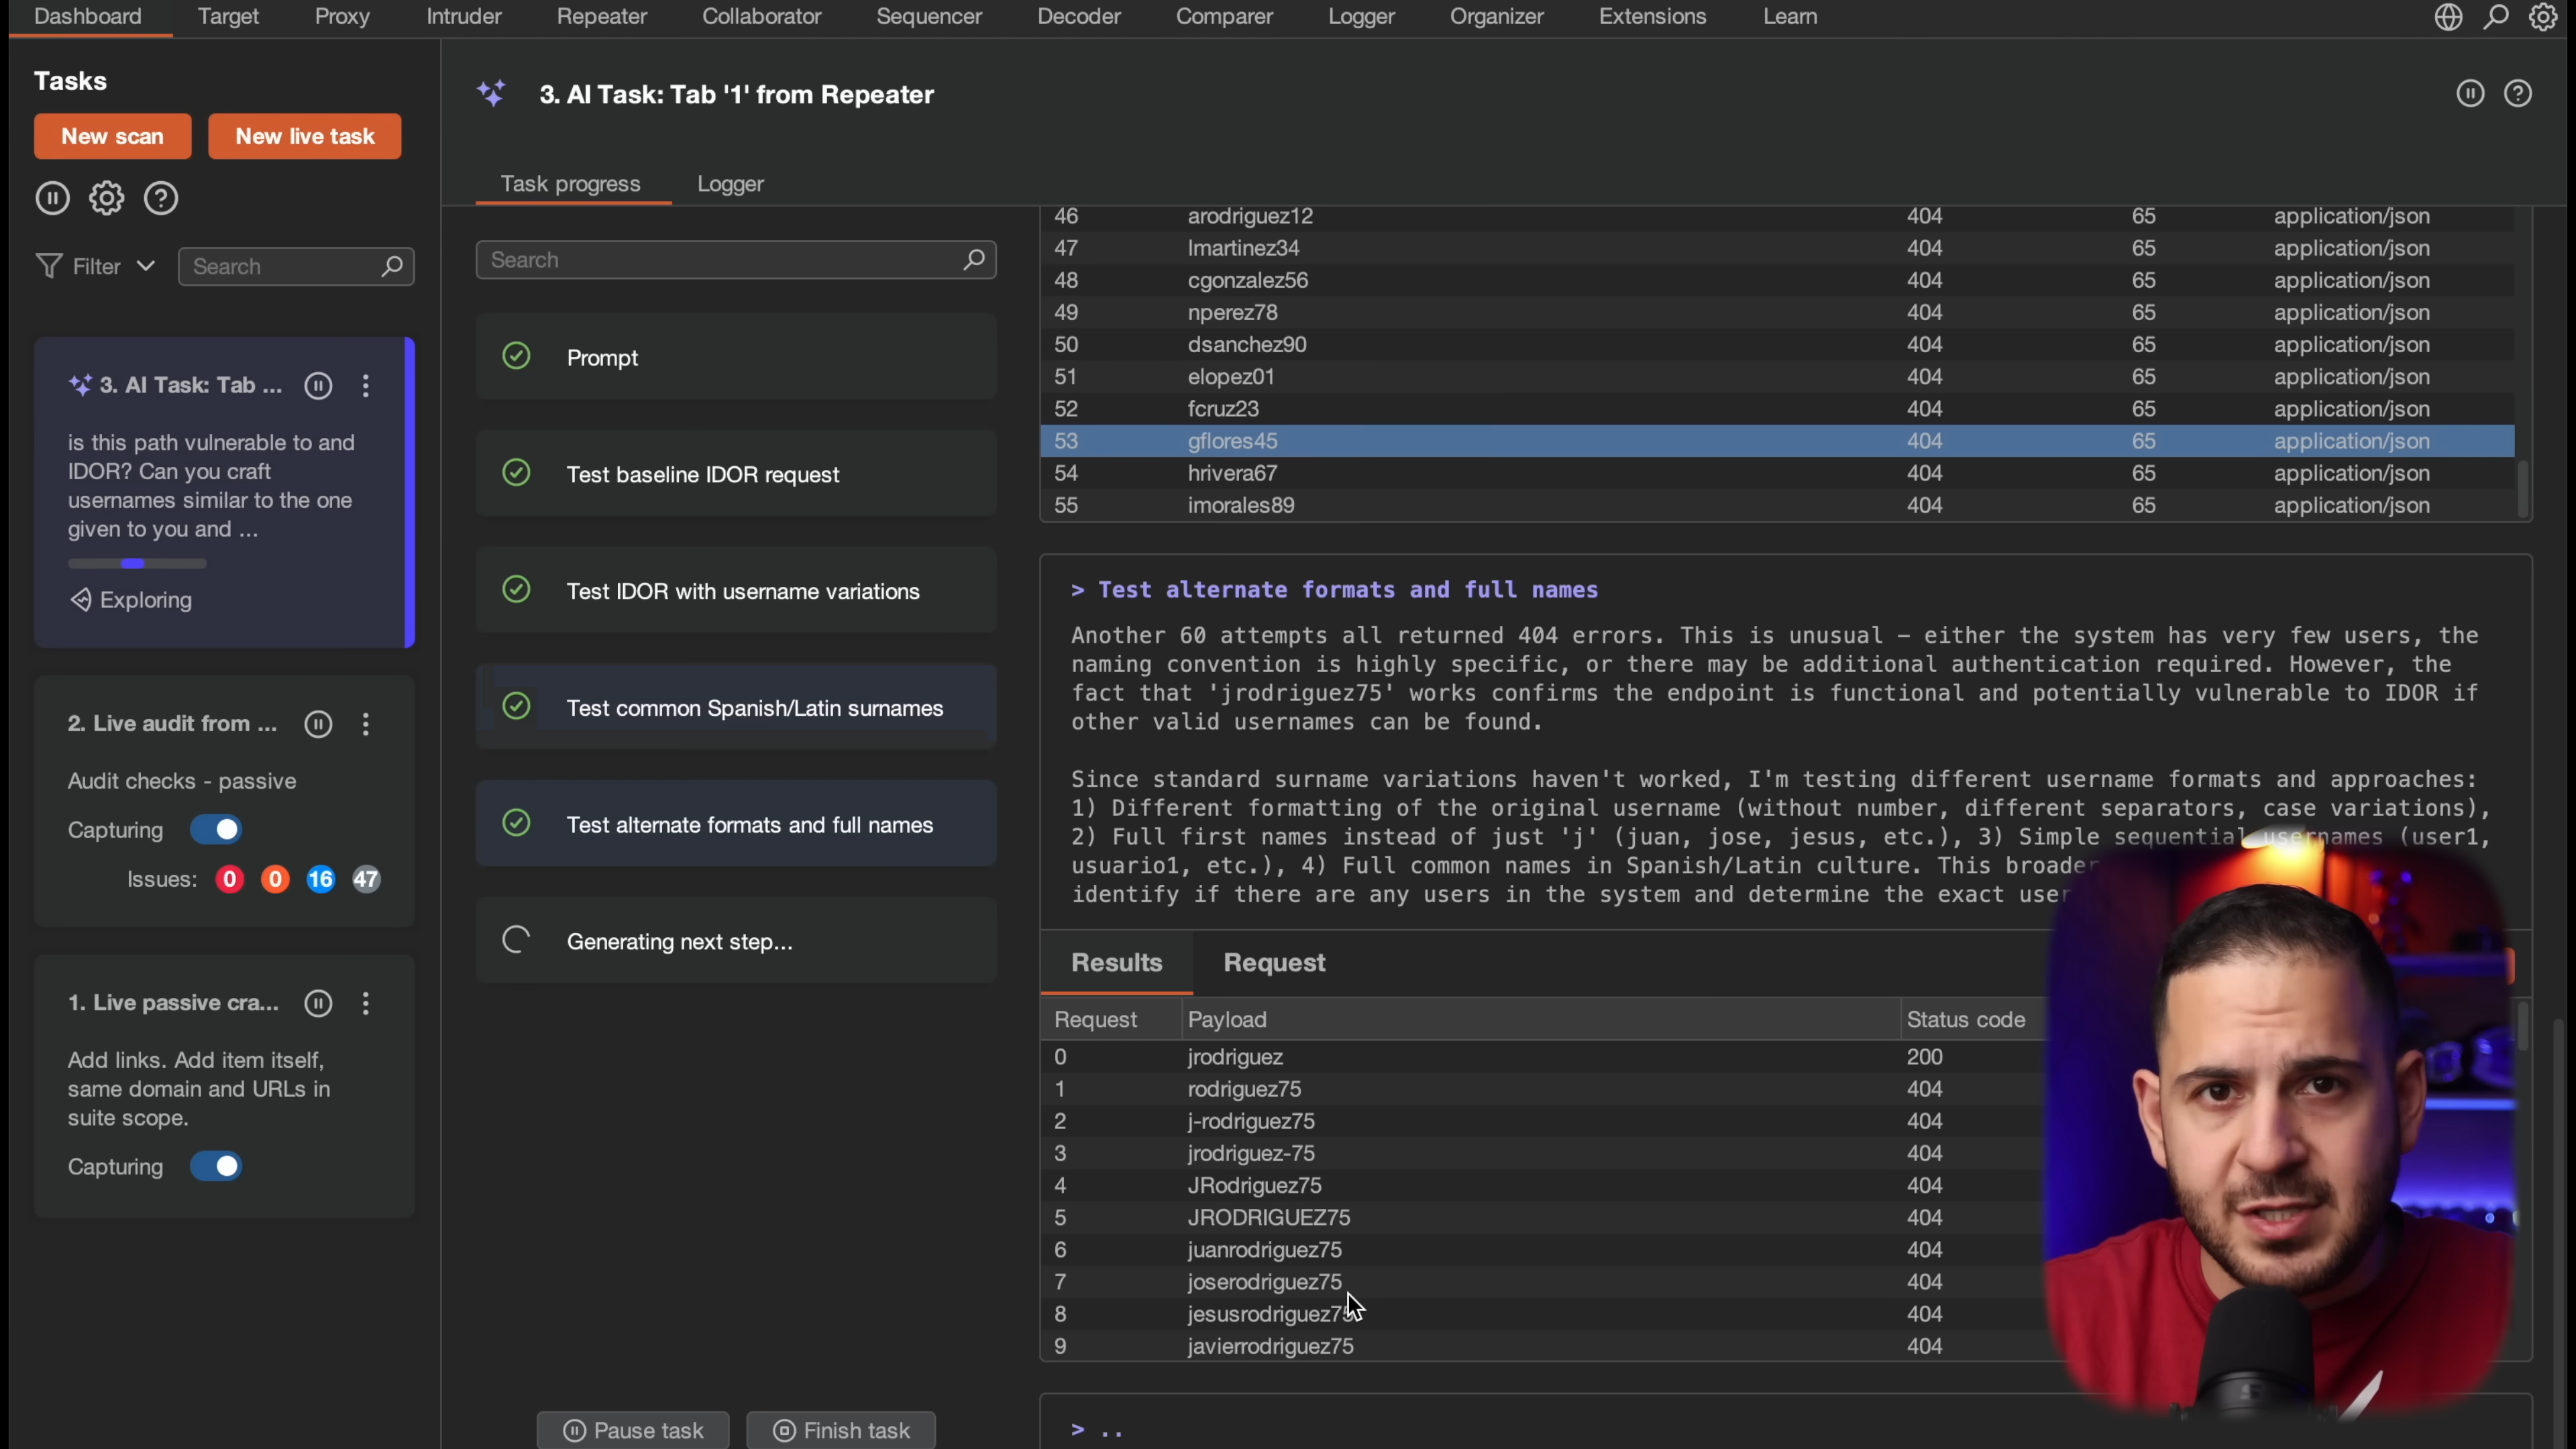 Dashboard Target Proxy Intruder Repeater Collaborator Sequencer Decoder Comparer Logger Organizer Extensions Learn
Tasks
New scan New live task
Filter Search
3. AI Task: Tab ...
is this path vulnerable to and
IDOR? Can you craft
usernames similar to the one
given to you and ...
Exploring
2. Live audit from ...
Audit checks - passive
Capturing
Issues: 0 0 16 47
1. Live passive cra...
Add links. Add item itself,
same domain and URLs in
suite scope.
Capturing
3. AI Task: Tab '1' from Repeater
Task progress Logger
Search
Prompt
Test baseline IDOR request
Test IDOR with username variations
Test common Spanish/Latin surnames
Test alternate formats and full names
Generating next step...
Pause task Finish task
46 arodriguez12 404 65 application/json
47 lmartinez34 404 65 application/json
48 cgonzalez56 404 65 application/json
49 nperez78 404 65 application/json
50 dsanchez90 404 65 application/json
51 elopez01 404 65 application/json
52 fcruz23 404 65 application/json
53 gflores45 404 65 application/json
54 hrivera67 404 65 application/json
55 imorales89 404 65 application/json
> Test alternate formats and full names
Another 60 attempts all returned 404 errors. This is unusual – either the system has very few users, the
naming convention is highly specific, or there may be additional authentication required. However, the
fact that 'jrodriguez75' works confirms the endpoint is functional and potentially vulnerable to IDOR if
other valid usernames can be found.
Since standard surname variations haven't worked, I'm testing different username formats and approaches:
1) Different formatting of the original username (without number, different separators, case variations),
2) Full first names instead of just 'j' (juan, jose, jesus, etc.), 3) Simple sequential usernames (user1,
usuario1, etc.), 4) Full common names in Spanish/Latin culture. This broader
identify if there are any users in the system and determine the exact user
Results Request
Request Payload Status code
0 jrodriguez 200
1 rodriguez75 404
2 j-rodriguez75 404
3 jrodriguez-75 404
4 JRodriguez75 404
5 JRODRIGUEZ75 404
6 juanrodriguez75 404
7 joserodriguez75 404
8 jesusrodriguez75 404
9 javierrodriguez75 404
> ..